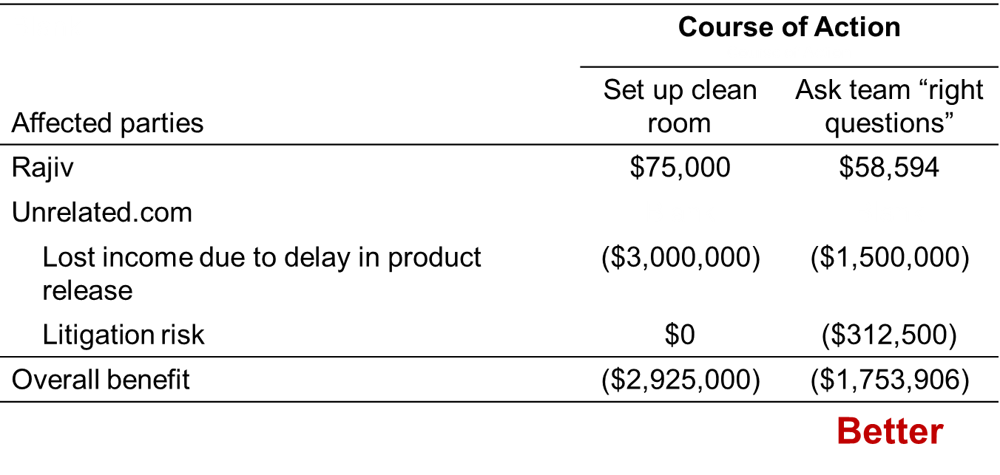 Course of Action
Affected parties
Set up clean room
Ask team “right questions”
Rajiv $75,000 $58,594
Unrelated.com
Lost income due to delay in product release ($3,000,000) ($1,500,000)
Litigation risk $0 ($312,500)
Overall benefit ($2,925,000) ($1,753,906)
Better